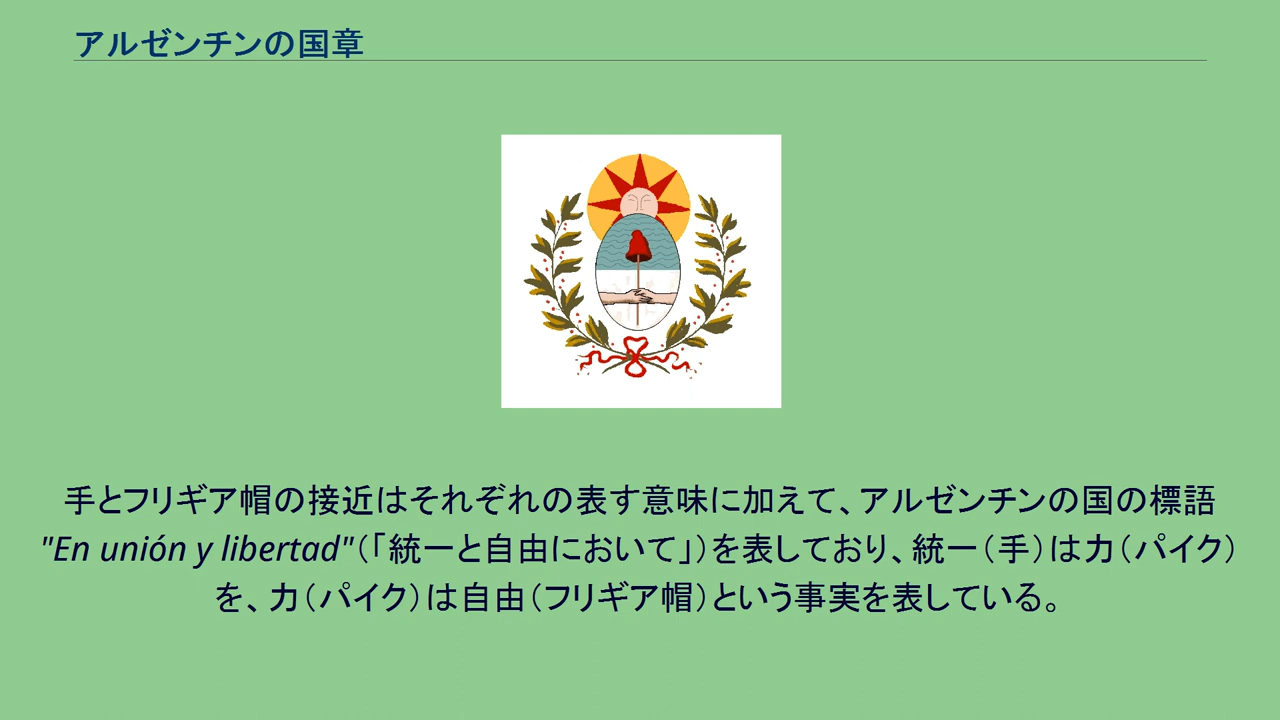 アルゼンチンの国章
手とフリギア帽の接近はそれぞれの表す意味に加えて、アルゼンチンの国の標語
"En unión y libertad"(「統一と自由において」)を表しており、統一(手)は力(パイク)
を、力(パイク)は自由(フリギア帽)という事実を表している。